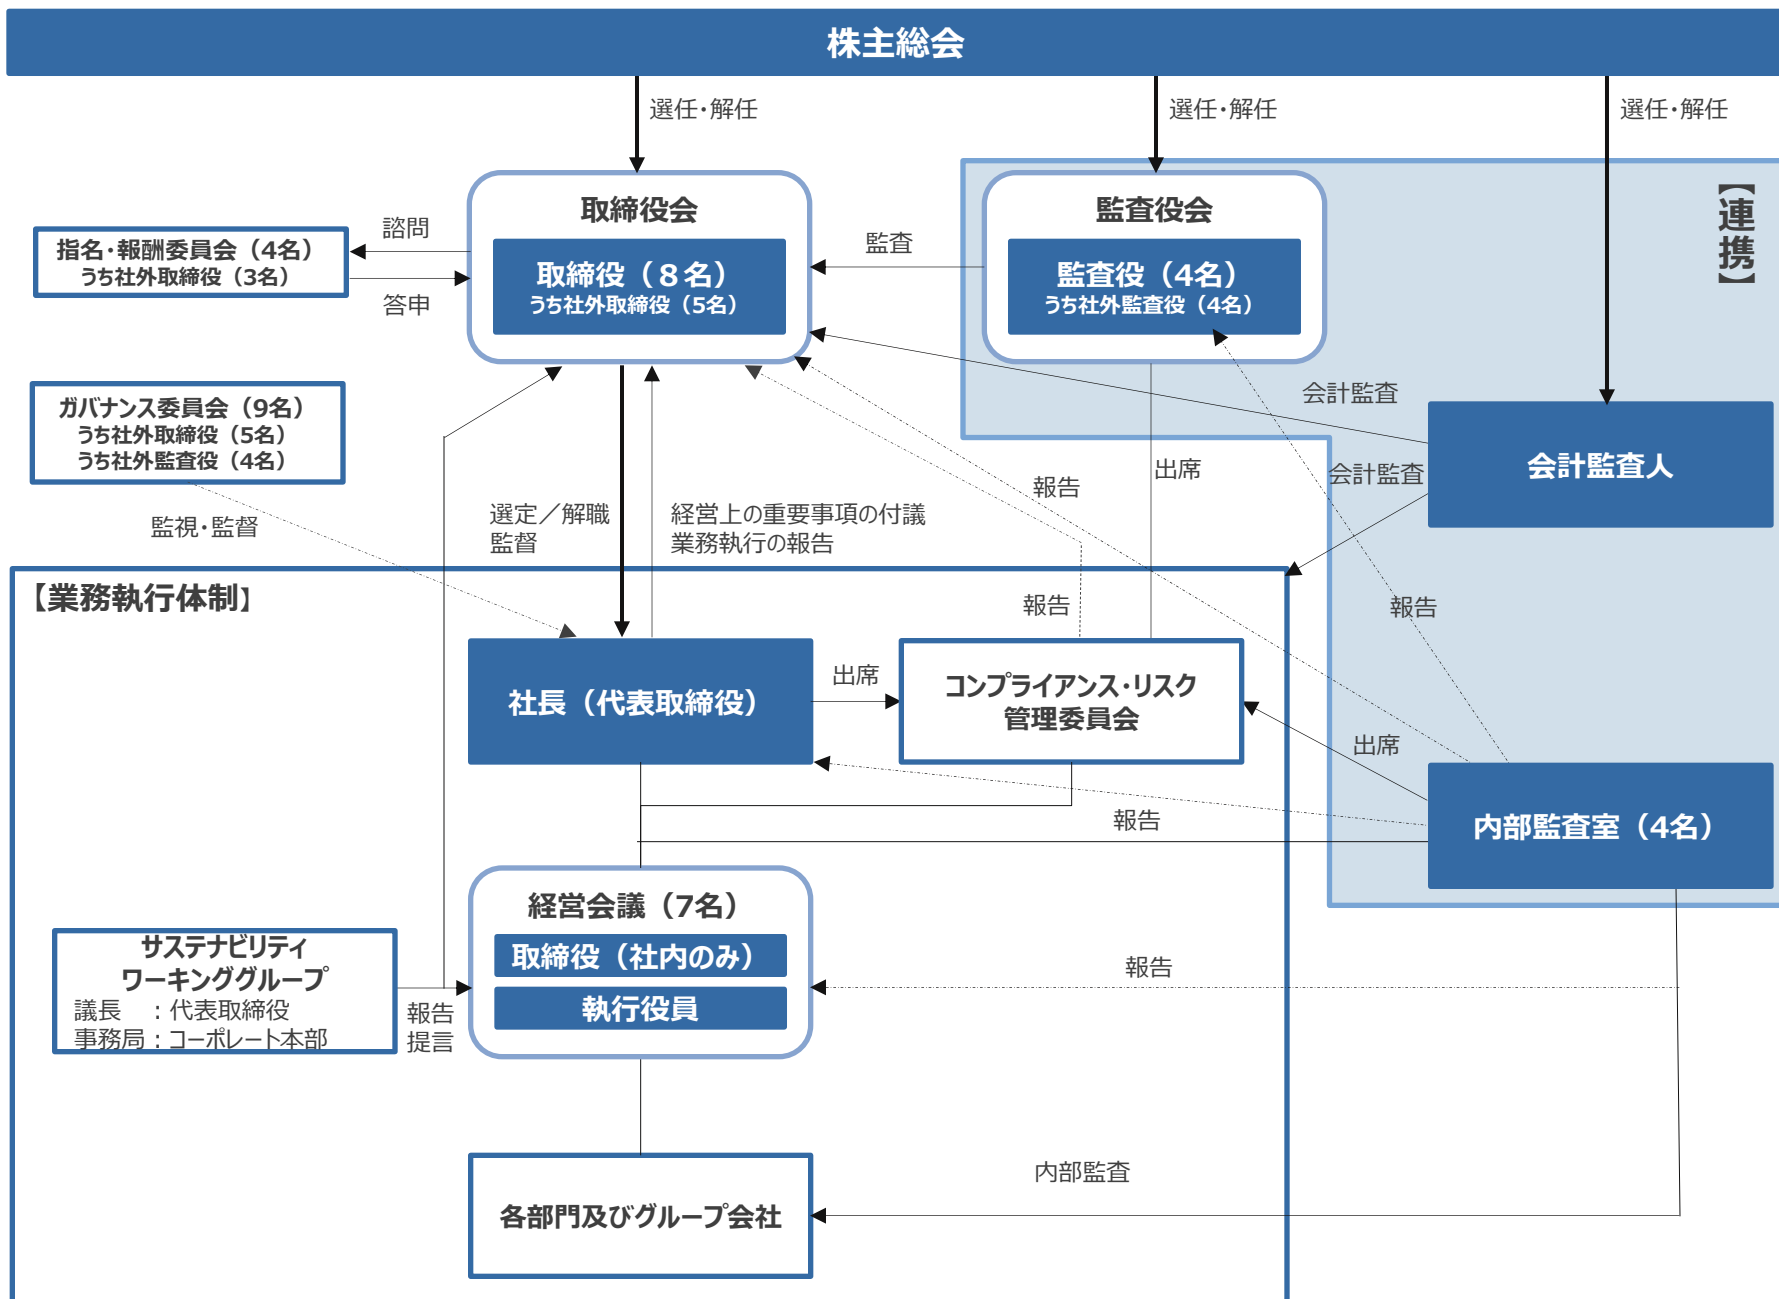 株主総会
選任・解任
選任・解任
選任・解任
【連携】
取締役会
取締役（８名）
うち社外取締役（5名）
監査役会
監査役（4名）
うち社外監査役（4名）
監査
諮問
答申
指名・報酬委員会（4名）
うち社外取締役（3名）
ガバナンス委員会（9名）
うち社外取締役（5名）
うち社外監査役（4名）
監視・監督
会計監査
会計監査
会計監査人
出席
報告
選定／解職
監督
経営上の重要事項の付議
業務執行の報告
【業務執行体制】
報告
報告
社長（代表取締役）
出席
コンプライアンス・リスク
管理委員会
出席
報告
内部監査室（4名）
経営会議（7名）
取締役（社内のみ）
執行役員
サステナビリティ
ワーキンググループ
議長　：代表取締役
事務局：コーポレート本部
報告
提言
報告
各部門及びグループ会社
内部監査